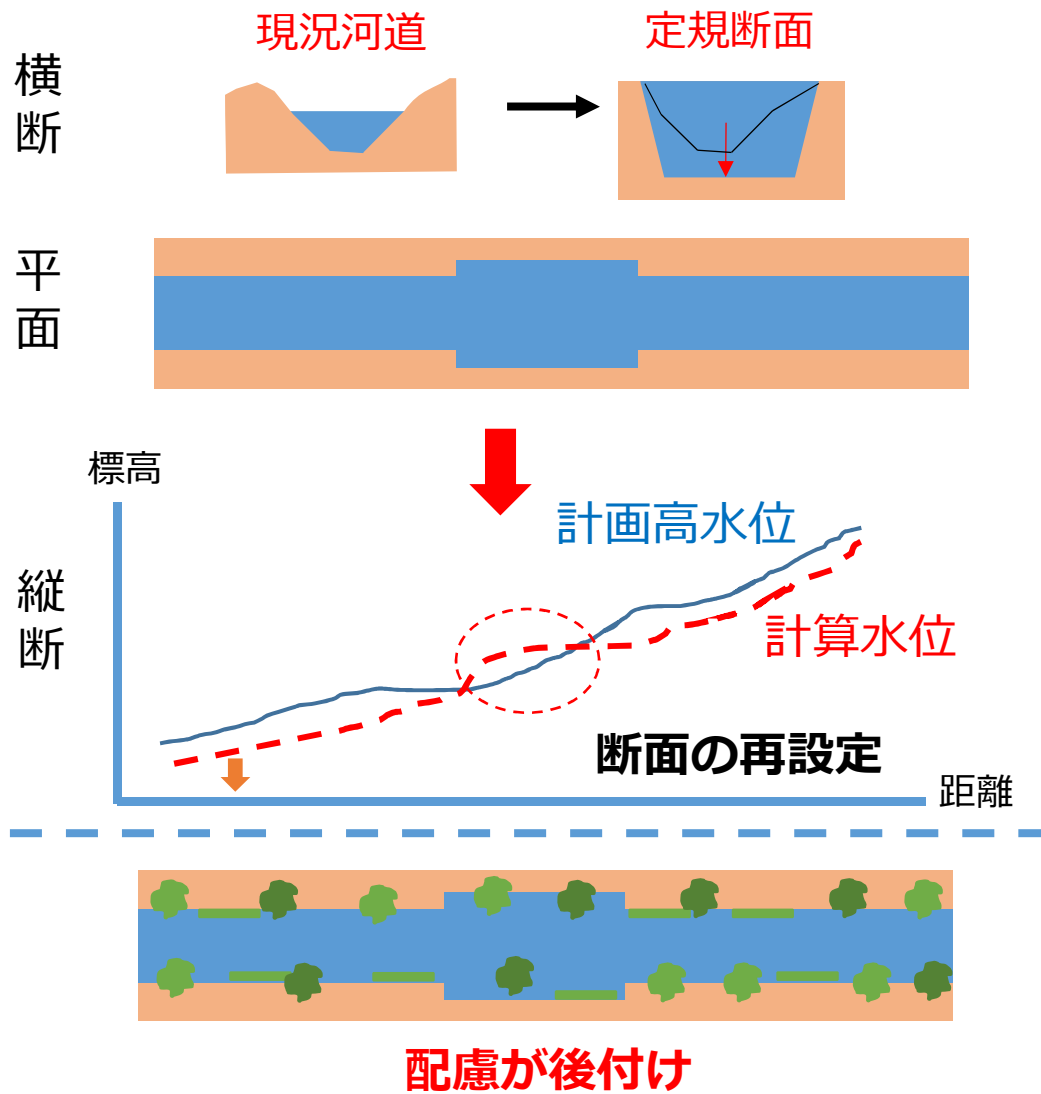 現況河道
定規断面
横断
平面
標高
計画高水位
縦断
計算水位
断面の再設定
距離
配慮が後付け